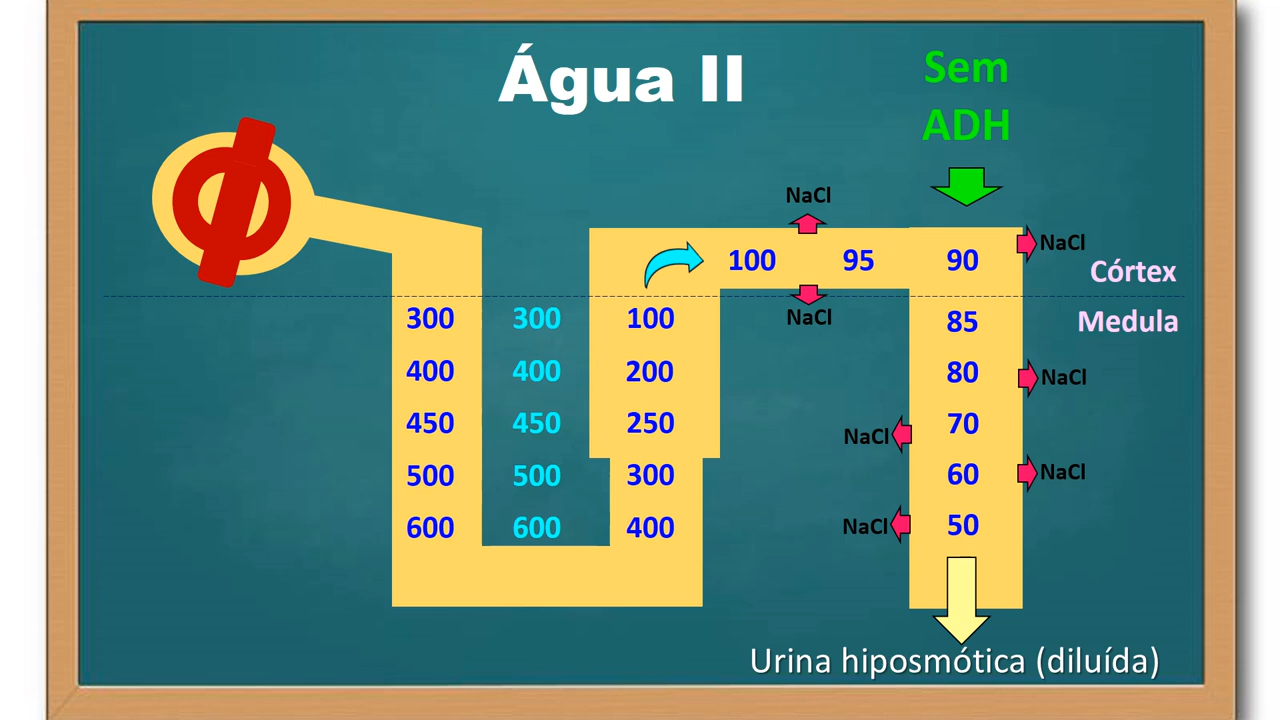 Água II
Sem
ADH
NaCl
NaCl
100 95 90
Córtex
NaCl
300 300 100 85
Medula
400 400 200 80 NaCl
450 450 250 70
NaCl
500 500 300 60 NaCl
600 600 400 50
NaCl
Urina hiposmótica (diluída)